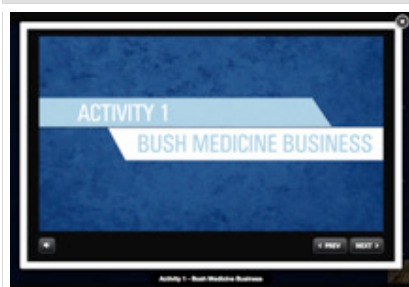 ACTIVITY 1
BUSH MEDICINE BUSINESS
< PREV
NEXT >
Activity 1 - Bush Medicine Business